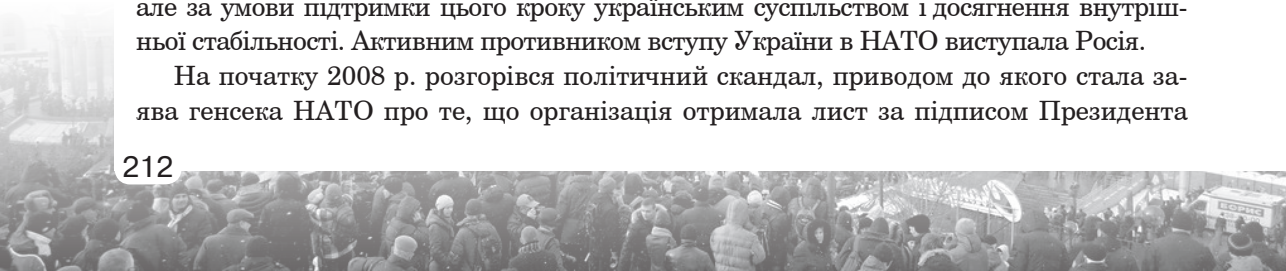 але за умови підтримки цього кроку українським суспільством і досягнення внутріш-
ньої стабільності. Активним противником вступу України в НАТО виступала Росія.
На початку 2008 р. розгорівся політичний скандал, приводом до якого стала за-
ява генсека НАТО про те, що організація отримала лист за підписом Президента
212
БОРИС